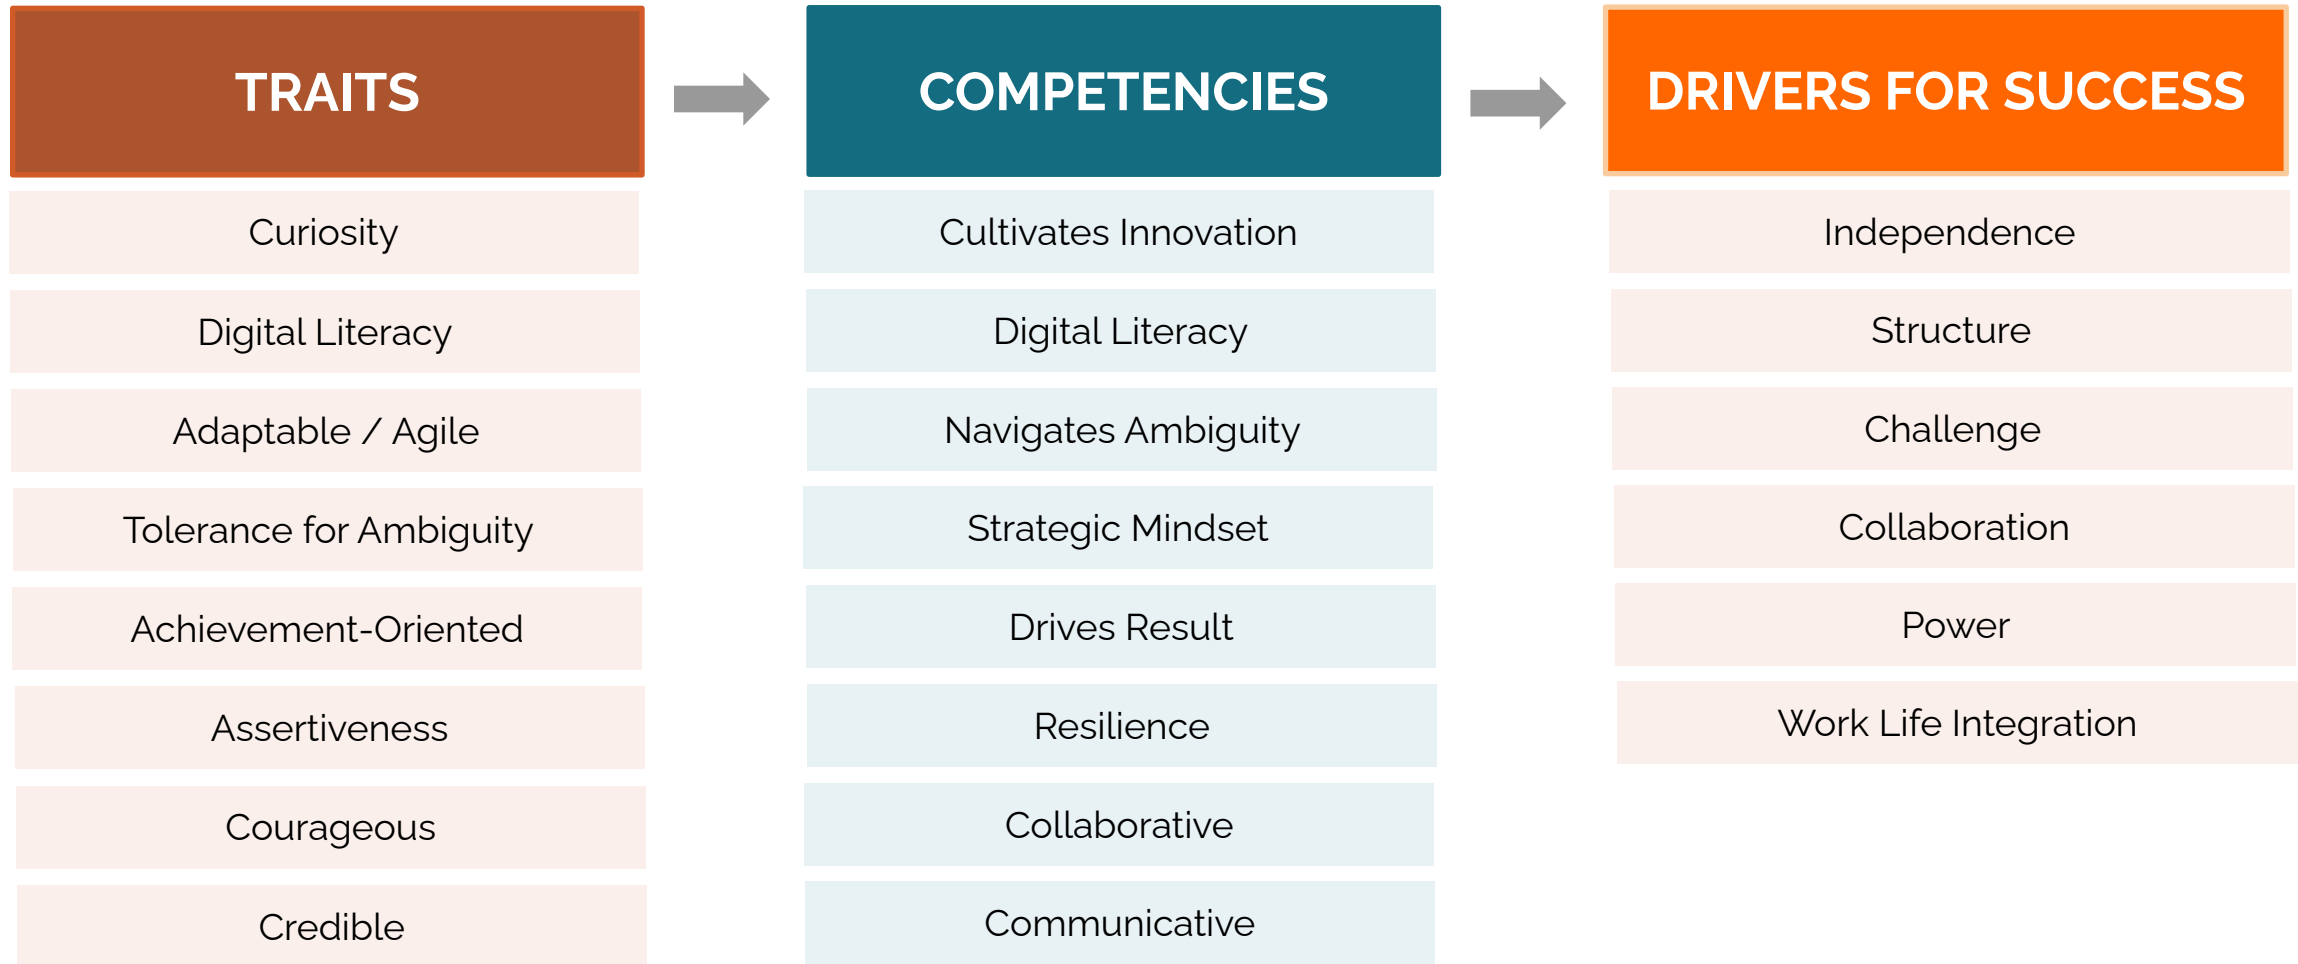 TRAITS
Curiosity
Digital Literacy
Adaptable / Agile
Tolerance for Ambiguity
Achievement-Oriented
Assertiveness
Courageous
Credible
COMPETENCIES
Cultivates Innovation
Digital Literacy
Navigates Ambiguity
Strategic Mindset
Drives Result
Resilience
Collaborative
Communicative
DRIVERS FOR SUCCESS
Independence
Structure
Challenge
Collaboration
Power
Work Life Integration